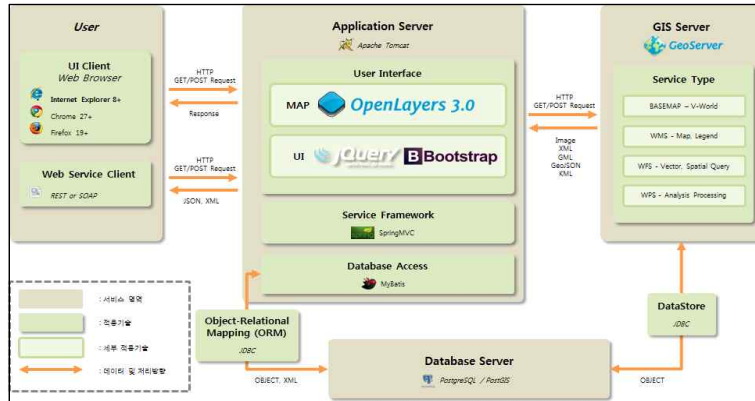 User
UI Client
Web Browser
Internet Explorer 8+
Chrome 27+
Firefox 19+
Web Service Client
REST or SOAP
HTTP
GET/POST Request
Response
HTTP
GET/POST Request
JSON, XML
Application Server
Apache Tomcat
User Interface
MAP
OpenLayers 3.0
UI
jQuery
B Bootstrap
Service Framework
SpringMVC
Database Access
MyBatis
HTTP
GET/POST Request
Image
XML
GML
GeoJSON
KML
GIS Server
GeoServer
Service Type
BASEMAP – V-World
WMS - Map, Legend
WFS - Vector, Spatial Query
WPS - Analysis Processing
: 서비스 영역
: 적용기술
: 세부 적용기술
: 데이터 및 처리방향
Object-Relational
Mapping (ORM)
JDBC
OBJECT, XML
Database Server
PostgreSQL / PostGIS
DataStore
JDBC
OBJECT